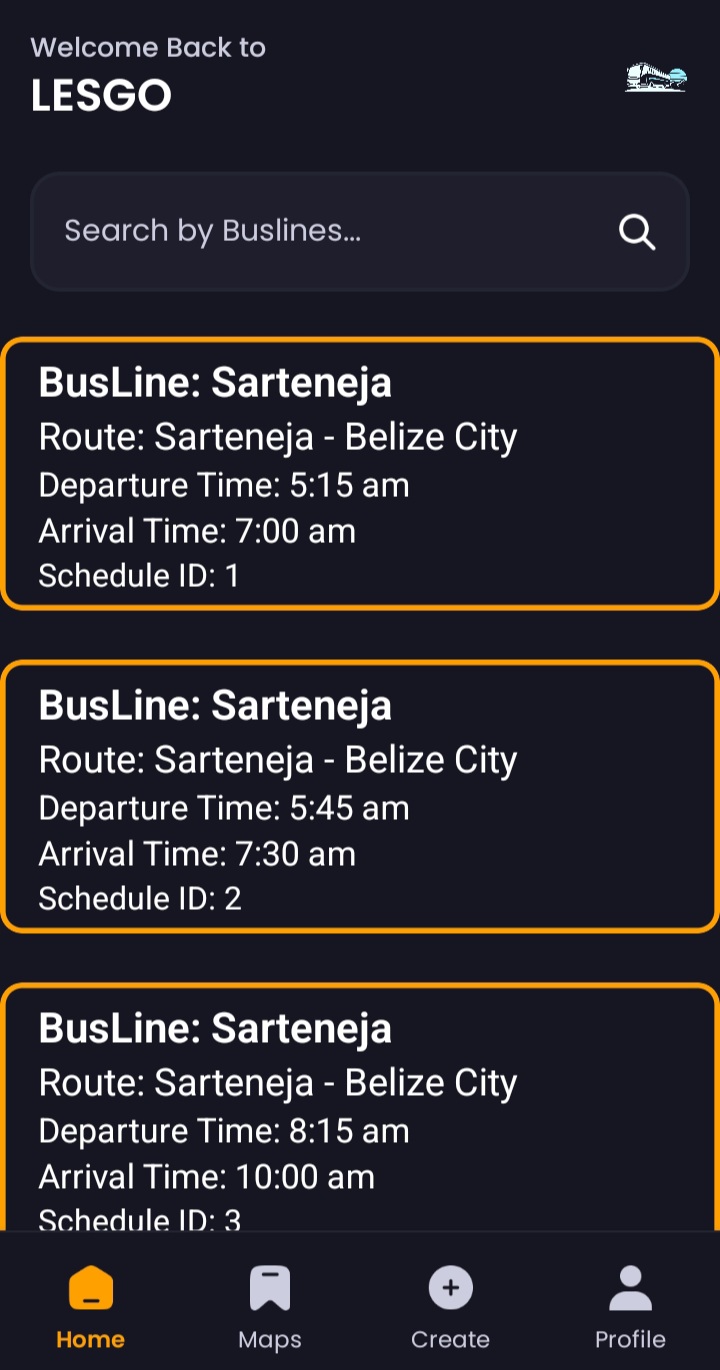 Welcome Back to
LESGO
Search by Buslines...
BusLine: Sarteneja
Route: Sarteneja - Belize City
Departure Time: 5:15 am
Arrival Time: 7:00 am
Schedule ID: 1
BusLine: Sarteneja
Route: Sarteneja - Belize City
Departure Time: 5:45 am
Arrival Time: 7:30 am
Schedule ID: 2
BusLine: Sarteneja
Route: Sarteneja - Belize City
Departure Time: 8:15 am
Arrival Time: 10:00 am
Schedule ID: 3
Home
Maps
Create
Profile